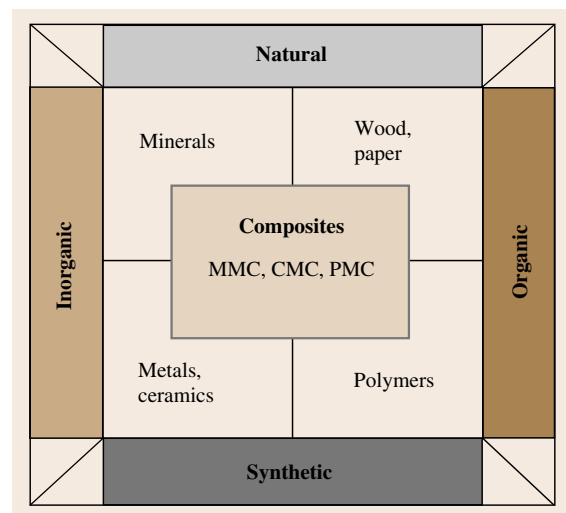 Natural
Minerals
Wood,
paper
Inorganic
Composites
MMC, CMC, PMC
Organic
Metals,
ceramics
Polymers
Synthetic